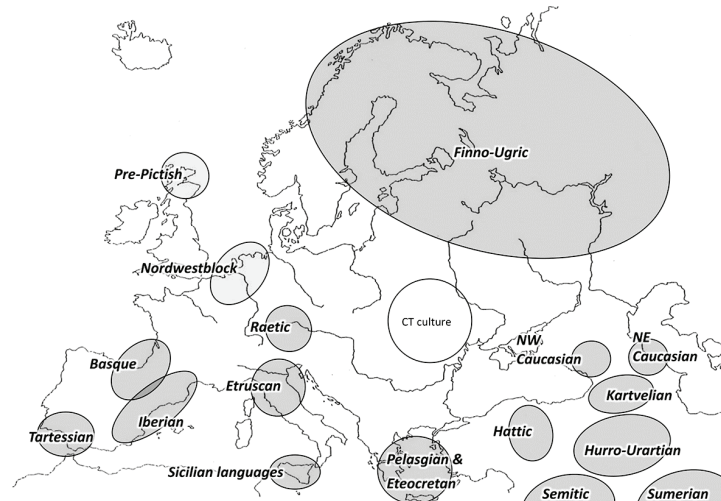 Finno-Ugric
Pre-Pictish
Nordwestblock
CT culture
Raetic
NW
Caucasian
NE
Caucasian
Basque
Etruscan
Kartvelian
Iberian
Tartessian
Hattic
Hurro-Urartian
Pelasgian &
Eteocretan
Sicilian languages
Semitic
Sumerian